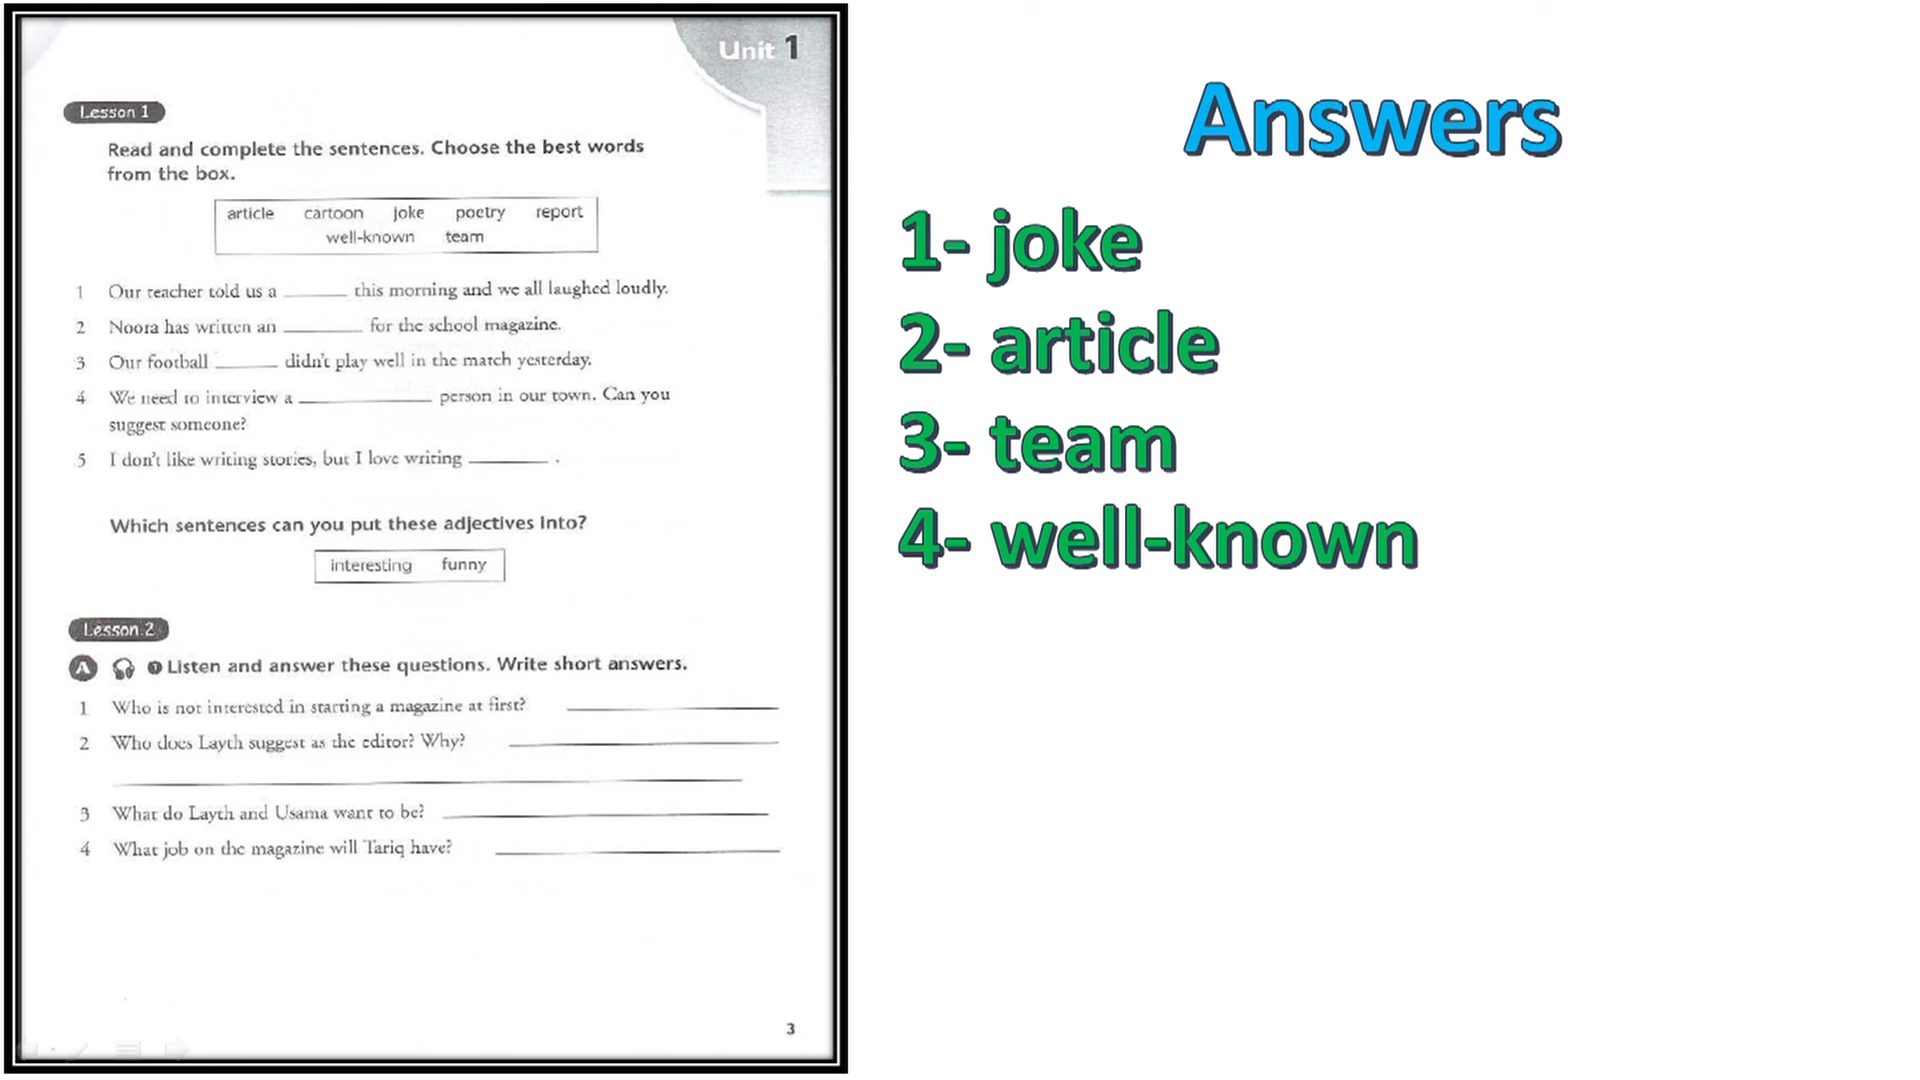 Unit 1
Lesson 1
Read and complete the sentences. Choose the best words
from the box.
article cartoon joke poetry report
well-known team
1 Our teacher told us a ______ this morning and we all laughed loudly.
2 Noora has written an ______ for the school magazine.
3 Our football ______ didn't play well in the match yesterday.
4 We need to interview a ______ person in our town. Can you
suggest someone?
5 I don't like writing stories, but I love writing ______ .
Which sentences can you put these adjectives into?
interesting funny
Lesson 2
A 1 Listen and answer these questions. Write short answers.
1 Who is not interested in starting a magazine at first?
2 Who does Layth suggest as the editor? Why?
3 What do Layth and Usama want to be?
4 What job on the magazine will Tariq have?
3
Answers
1- joke
2- article
3- team
4- well-known